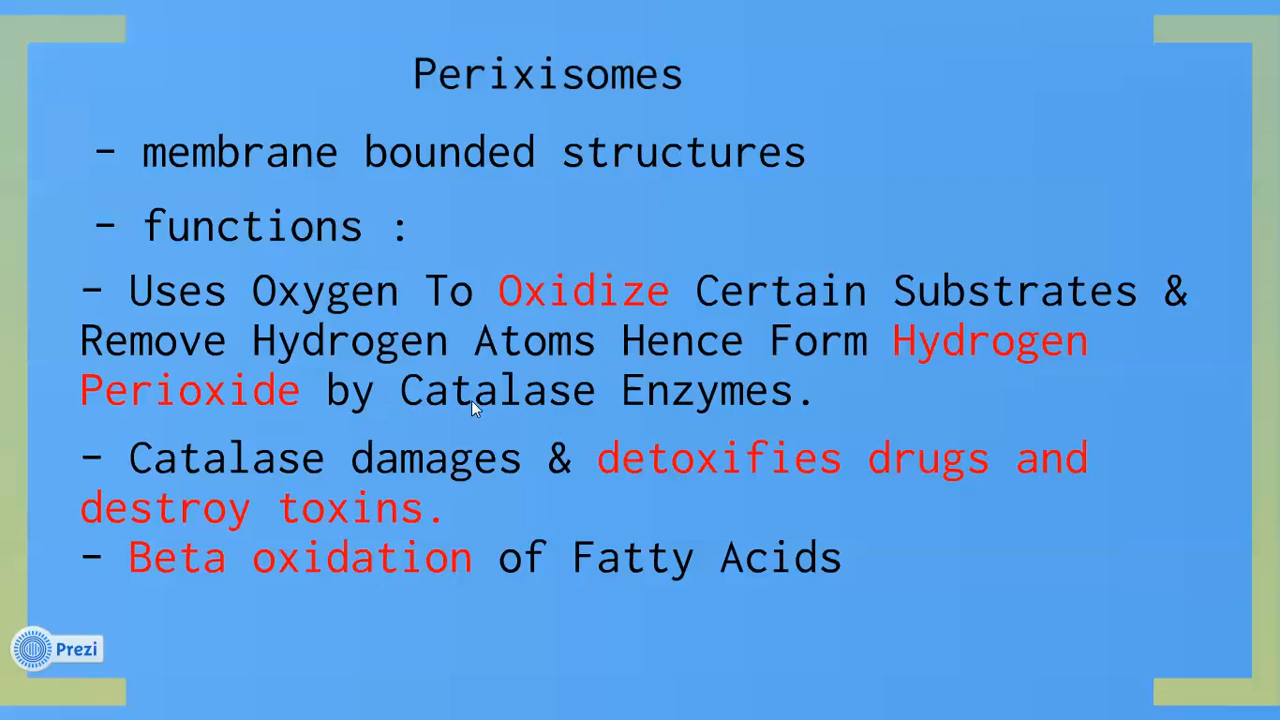 Perixisomes
- membrane bounded structures
- functions :
- Uses Oxygen To Oxidize Certain Substrates &
Remove Hydrogen Atoms Hence Form Hydrogen
Perioxide by Catalase Enzymes.
- Catalase damages & detoxifies drugs and
destroy toxins.
- Beta oxidation of Fatty Acids
Prezi